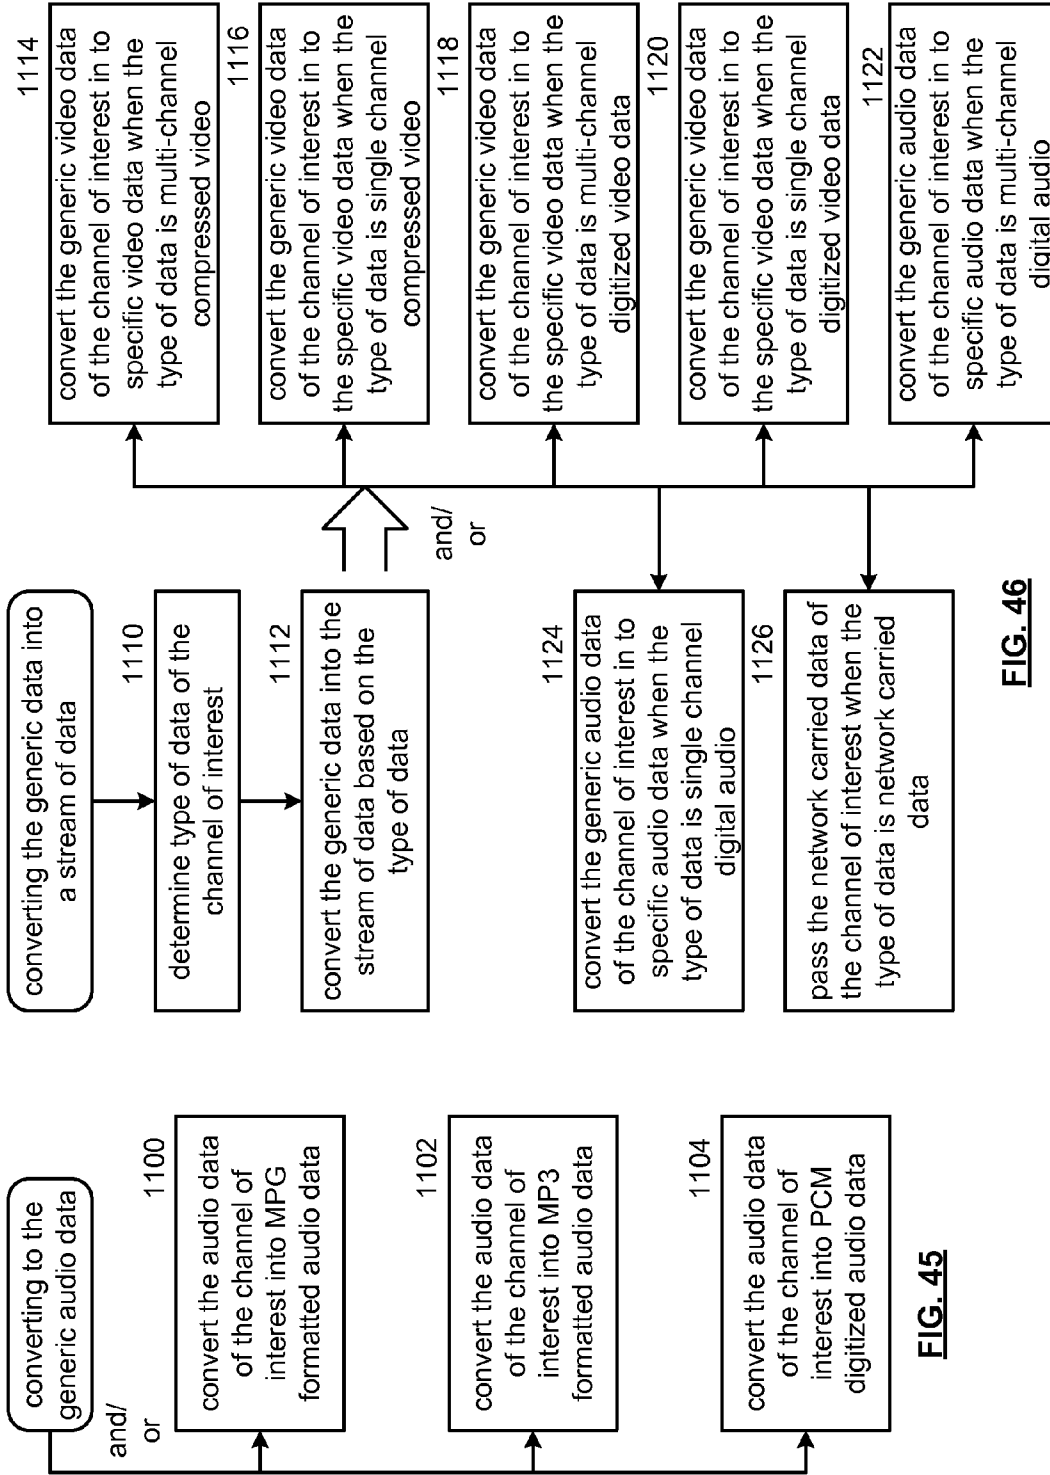 converting to the
generic audio data
and/
or
1100
convert the audio data
of the channel of
interest into MPG
formatted audio data
1102
convert the audio data
of the channel of
interest into MP3
formatted audio data
1104
convert the audio data
of the channel of
interest into PCM
digitized audio data
FIG. 45
converting the generic data into
a stream of data
1110
determine type of data of the
channel of interest
1112
convert the generic data into the
stream of data based on the
type of data
and/
or
1114
convert the generic video data
of the channel of interest in to
specific video data when the
type of data is multi-channel
compressed video
1116
convert the generic video data
of the channel of interest in to
the specific video data when the
type of data is single channel
compressed video
1118
convert the generic video data
of the channel of interest in to
the specific video data when the
type of data is multi-channel
digitized video data
1120
convert the generic video data
of the channel of interest in to
the specific video data when the
type of data is single channel
digitized video data
1122
convert the generic audio data
of the channel of interest in to
specific audio data when the
type of data is multi-channel
digital audio
1124
convert the generic audio data
of the channel of interest in to
specific audio data when the
type of data is single channel
digital audio
1126
pass the network carried data of
the channel of interest when the
type of data is network carried
data
FIG. 46